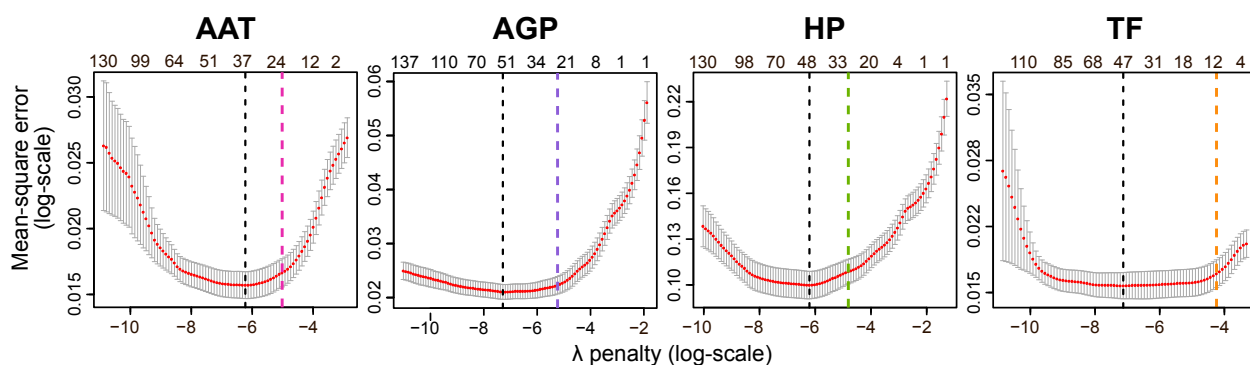 AAT AGP HP TF
130 99 64 51 37 24 12 2
137 110 70 51 34 21 8 1 1
130 98 70 48 33 20 4 1 1
110 85 68 47 31 18 12 4
Mean-square error
(log-scale)
0.015 0.020 0.025 0.030
0.02 0.03 0.04 0.05 0.06
0.10 0.13 0.16 0.19 0.22
0.015 0.022 0.028 0.035
−10 −8 −6 −4
−10 −8 −6 −4 −2
−10 −8 −6 −4 −2
−10 −8 −6 −4
λ penalty (log-scale)